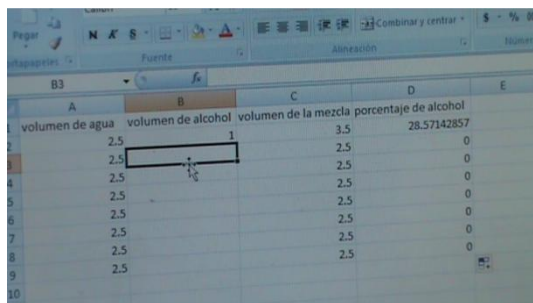 Pegar
N K S
A
Combinar y centrar
$ - %
Fuente
Alineación
B3
fx
A B C D E
volumen de agua volumen de alcohol volumen de la mezcla porcentaje de alcohol
2 2.5 1 3.5 28.57142857
3 2.5 2.5 0
4 2.5 2.5 0
5 2.5 2.5 0
6 2.5 2.5 0
7 2.5 2.5 0
8 2.5 2.5 0
9 2.5 2.5 0
10